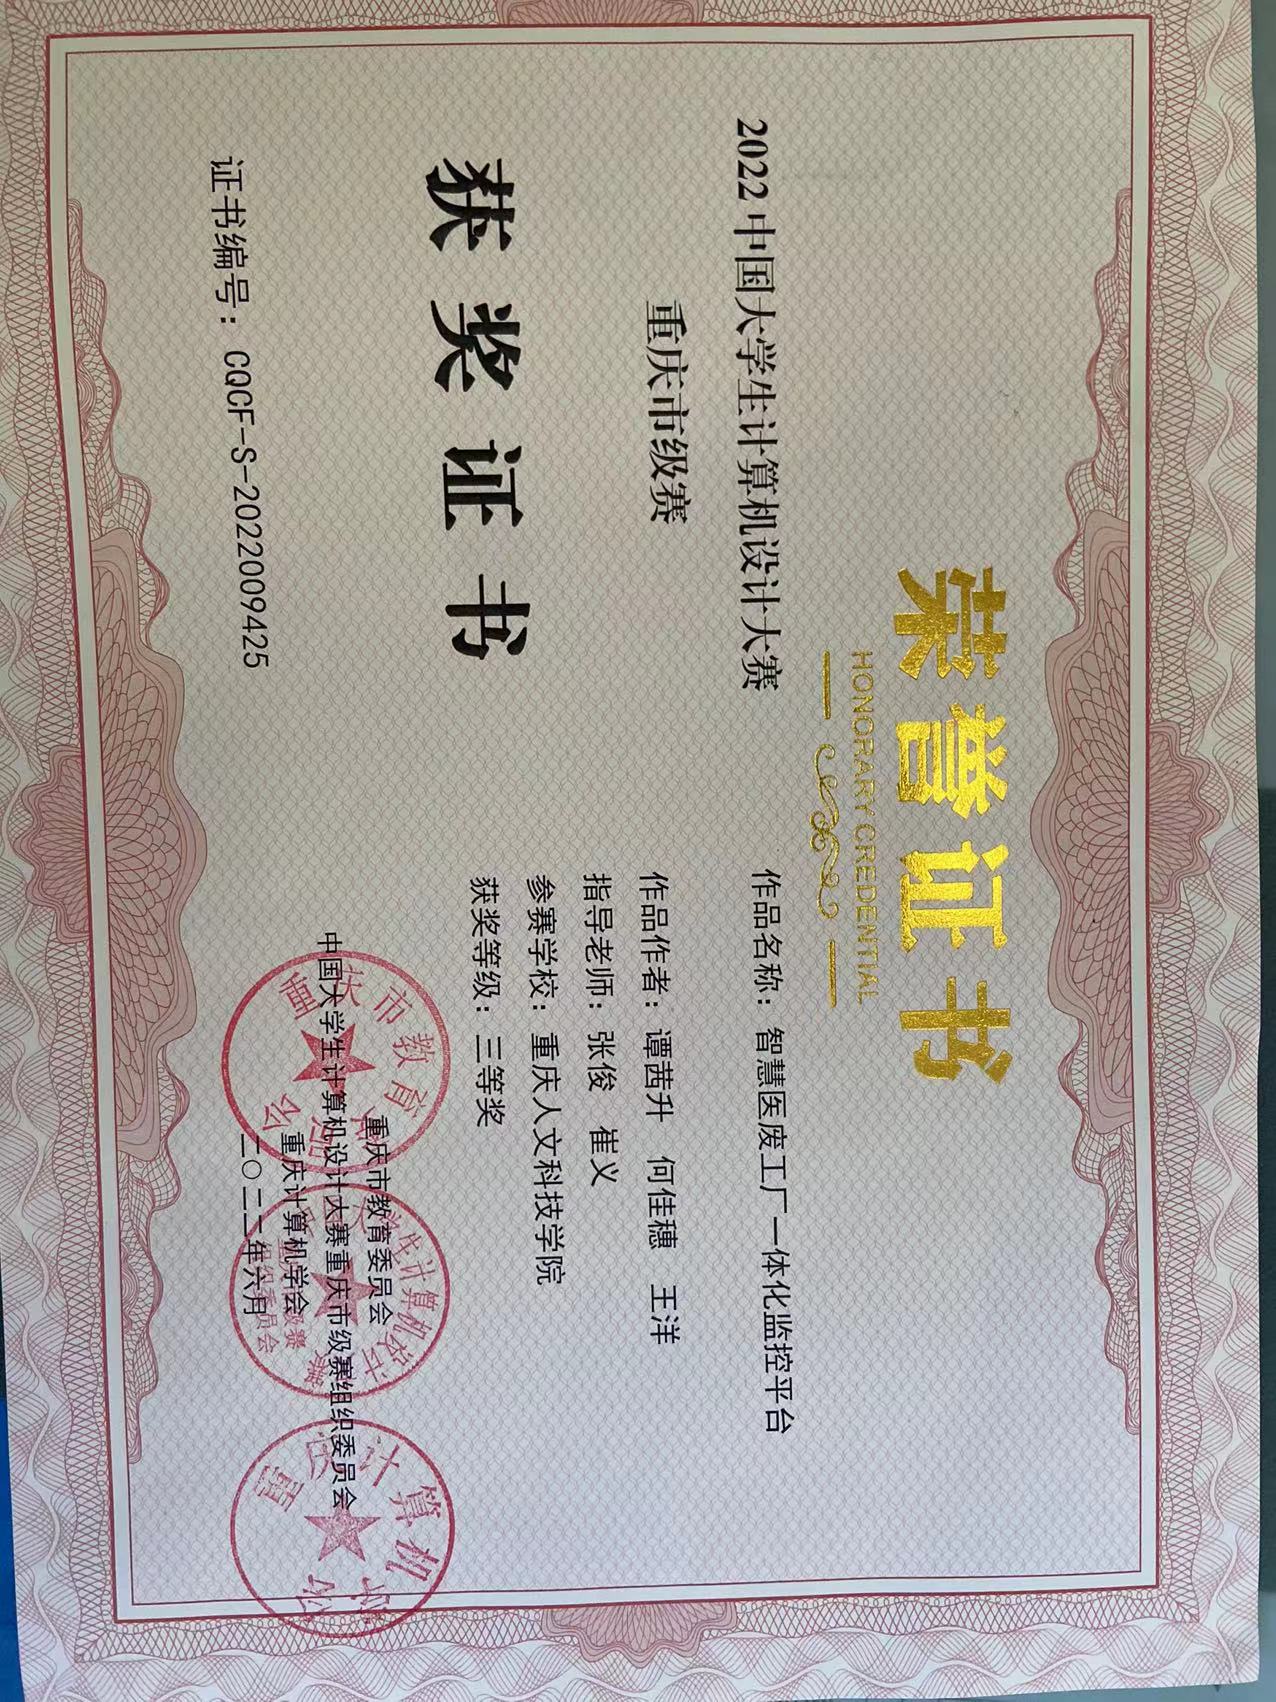 荣誉证书
HONORARY CREDENTIAL
2022中国大学生计算机设计大赛
重庆市级赛
获奖证书
证书编号：CQCF-S-2022009425
作品名称：智慧医废工厂一体化监控平台
作品作者：谭茜升 何佳穗 王洋
指导老师：张俊 崔义
参赛学校：重庆人文科技学院
获奖等级：三等奖
重庆市教育委员会
中国大学生计算机设计大赛重庆市级赛组织委员会
重庆计算机学会
二〇二二年六月
重庆市教育委员会
中国大学生计算机设计大赛
重庆市级赛
组织委员会
重庆计算机学会